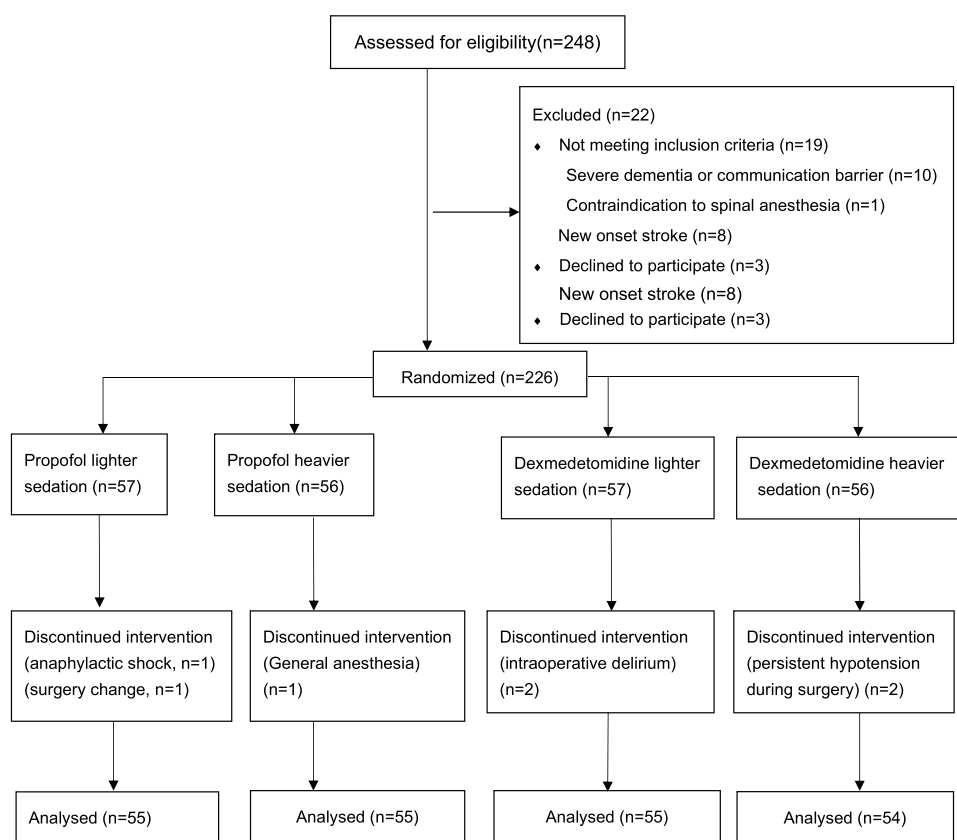 Assessed for eligibility(n=248)
Excluded (n=22)
♦ Not meeting inclusion criteria (n=19)
Severe dementia or communication barrier (n=10)
Contraindication to spinal anesthesia (n=1)
New onset stroke (n=8)
♦ Declined to participate (n=3)
New onset stroke (n=8)
♦ Declined to participate (n=3)
Randomized (n=226)
Propofol lighter
sedation (n=57)
Propofol heavier
sedation (n=56)
Dexmedetomidine lighter
sedation (n=57)
Dexmedetomidine heavier
sedation (n=56)
Discontinued intervention
(anaphylactic shock, n=1)
(surgery change, n=1)
Discontinued intervention
(General anesthesia)
(n=1)
Discontinued intervention
(intraoperative delirium)
(n=2)
Discontinued intervention
(persistent hypotension
during surgery) (n=2)
Analysed (n=55)
Analysed (n=55)
Analysed (n=55)
Analysed (n=54)